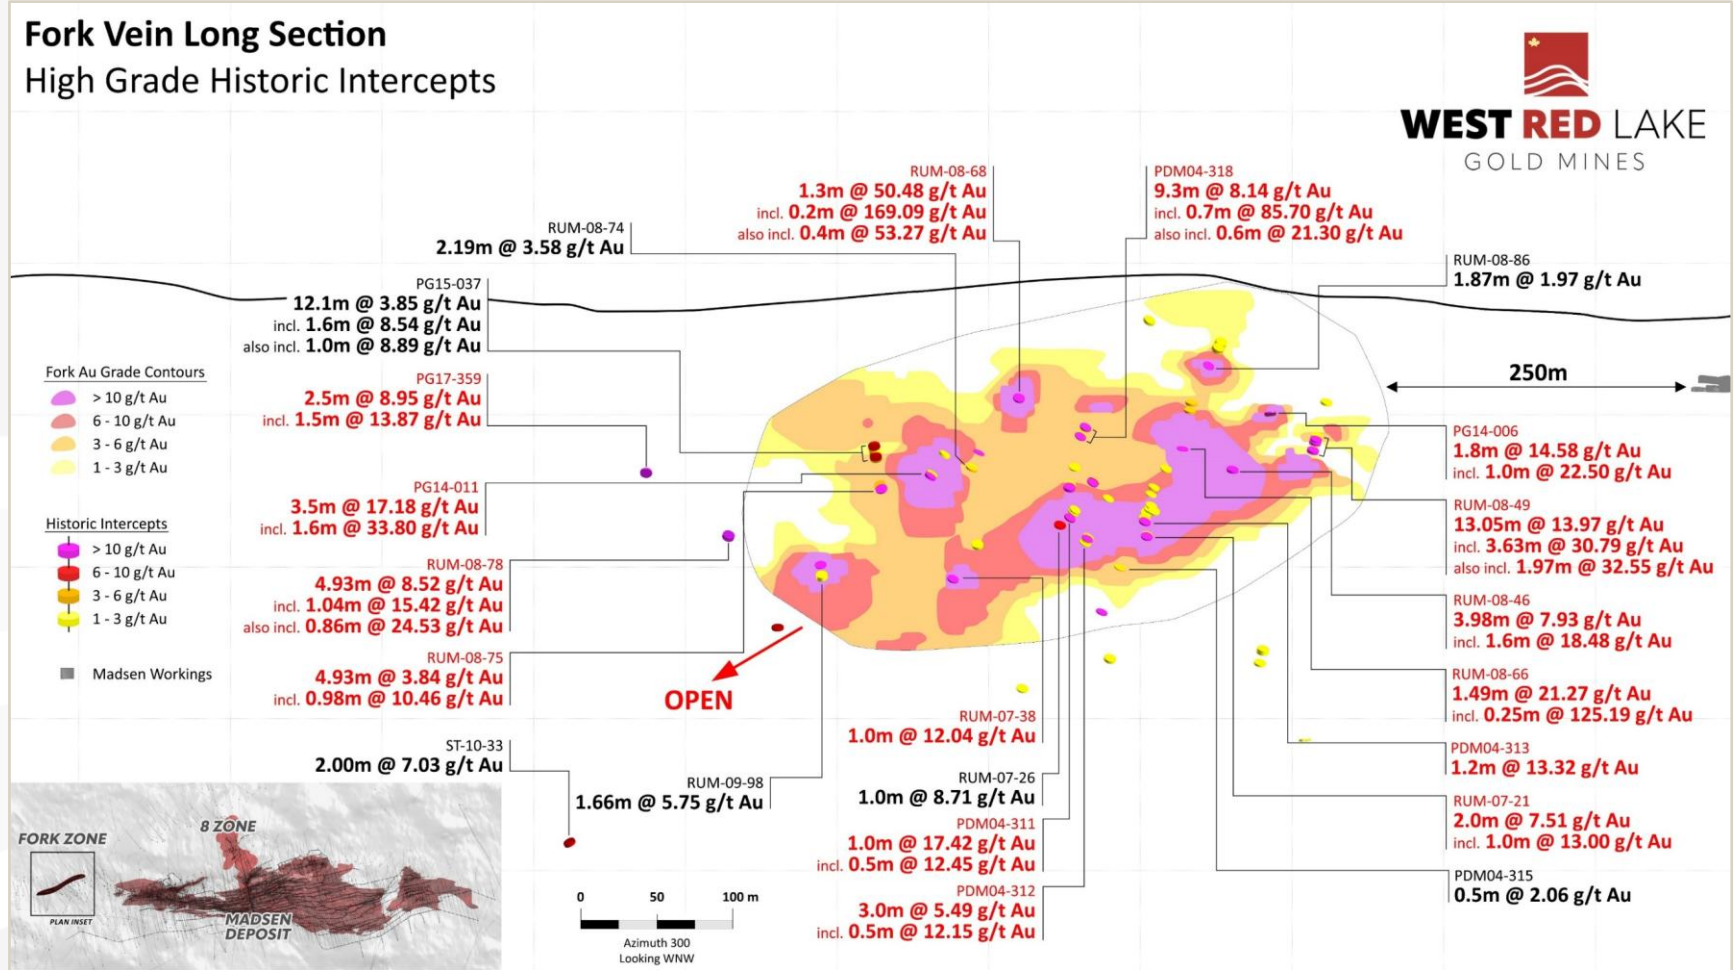 Fork Vein Long Section
High Grade Historic Intercepts
WEST RED LAKE
GOLD MINES
RUM-08-68
1.3m @ 50.48 g/t Au
incl. 0.2m @ 169.09 g/t Au
also incl. 0.4m @ 53.27 g/t Au
PDM04-318
9.3m @ 8.14 g/t Au
incl. 0.7m @ 85.70 g/t Au
also incl. 0.6m @ 21.30 g/t Au
RUM-08-74
2.19m @ 3.58 g/t Au
RUM-08-86
1.87m @ 1.97 g/t Au
PG15-037
12.1m @ 3.85 g/t Au
incl. 1.6m @ 8.54 g/t Au
also incl. 1.0m @ 8.89 g/t Au
Fork Au Grade Contours
> 10 g/t Au
6 - 10 g/t Au
3 - 6 g/t Au
1 - 3 g/t Au
PG17-359
2.5m @ 8.95 g/t Au
incl. 1.5m @ 13.87 g/t Au
250m
PG14-011
3.5m @ 17.18 g/t Au
incl. 1.6m @ 33.80 g/t Au
PG14-006
1.8m @ 14.58 g/t Au
incl. 1.0m @ 22.50 g/t Au
Historic Intercepts
> 10 g/t Au
6 - 10 g/t Au
3 - 6 g/t Au
1 - 3 g/t Au
Madsen Workings
RUM-08-49
13.05m @ 13.97 g/t Au
incl. 3.63m @ 30.79 g/t Au
also incl. 1.97m @ 32.55 g/t Au
RUM-08-78
4.93m @ 8.52 g/t Au
incl. 1.04m @ 15.42 g/t Au
also incl. 0.86m @ 24.53 g/t Au
RUM-08-46
3.98m @ 7.93 g/t Au
incl. 1.6m @ 18.48 g/t Au
RUM-08-75
4.93m @ 3.84 g/t Au
incl. 0.98m @ 10.46 g/t Au
OPEN
RUM-08-66
1.49m @ 21.27 g/t Au
incl. 0.25m @ 125.19 g/t Au
RUM-07-38
1.0m @ 12.04 g/t Au
ST-10-33
2.00m @ 7.03 g/t Au
PDM04-313
1.2m @ 13.32 g/t Au
RUM-09-98
1.66m @ 5.75 g/t Au
RUM-07-26
1.0m @ 8.71 g/t Au
RUM-07-21
2.0m @ 7.51 g/t Au
incl. 1.0m @ 13.00 g/t Au
PDM04-311
1.0m @ 17.42 g/t Au
incl. 0.5m @ 12.45 g/t Au
PDM04-315
0.5m @ 2.06 g/t Au
PDM04-312
3.0m @ 5.49 g/t Au
incl. 0.5m @ 12.15 g/t Au
FORK ZONE
8 ZONE
PLAN INSET
MADSEN
DEPOSIT
0 50 100 m
Azimuth 300
Looking WNW